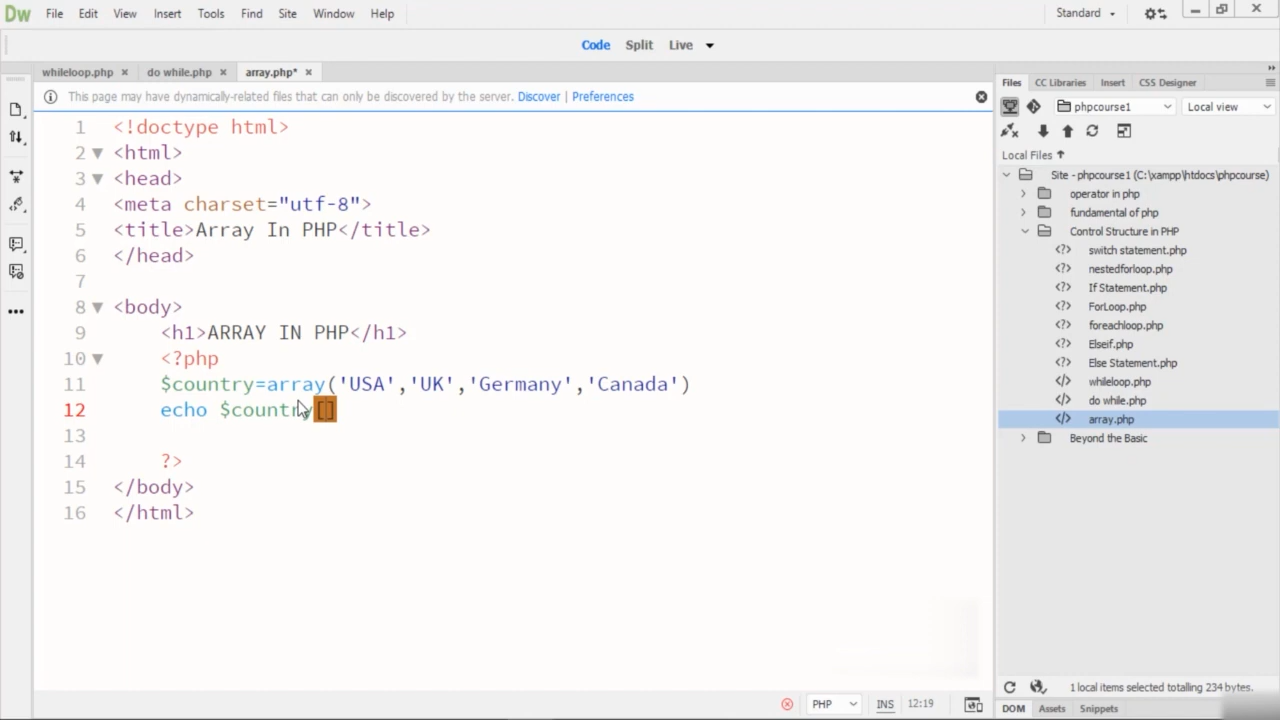 Dw File Edit View Insert Tools Find Site Window Help Standard
Code Split Live
whileloop.php × do while.php × array.php* ×
This page may have dynamically-related files that can only be discovered by the server. Discover | Preferences
1 <!doctype html>
2 <html>
3 <head>
4 <meta charset="utf-8">
5 <title>Array In PHP</title>
6 </head>
7
8 <body>
9 <h1>ARRAY IN PHP</h1>
10 <?php
11 $country=array('USA','UK','Germany','Canada')
12 echo $country[]
13
14 ?>
15 </body>
16 </html>
PHP INS 12:19
Files CC Libraries Insert CSS Designer
phpcourse1 Local view
Local Files
Site - phpcourse1 (C:\xampp\htdocs\phpcourse)
operator in php
fundamental of php
Control Structure in PHP
switch statement.php
nestedforloop.php
If Statement.php
ForLoop.php
foreachloop.php
Elseif.php
Else Statement.php
whileloop.php
do while.php
array.php
Beyond the Basic
1 local items selected totalling 234 bytes.
DOM Assets Snippets